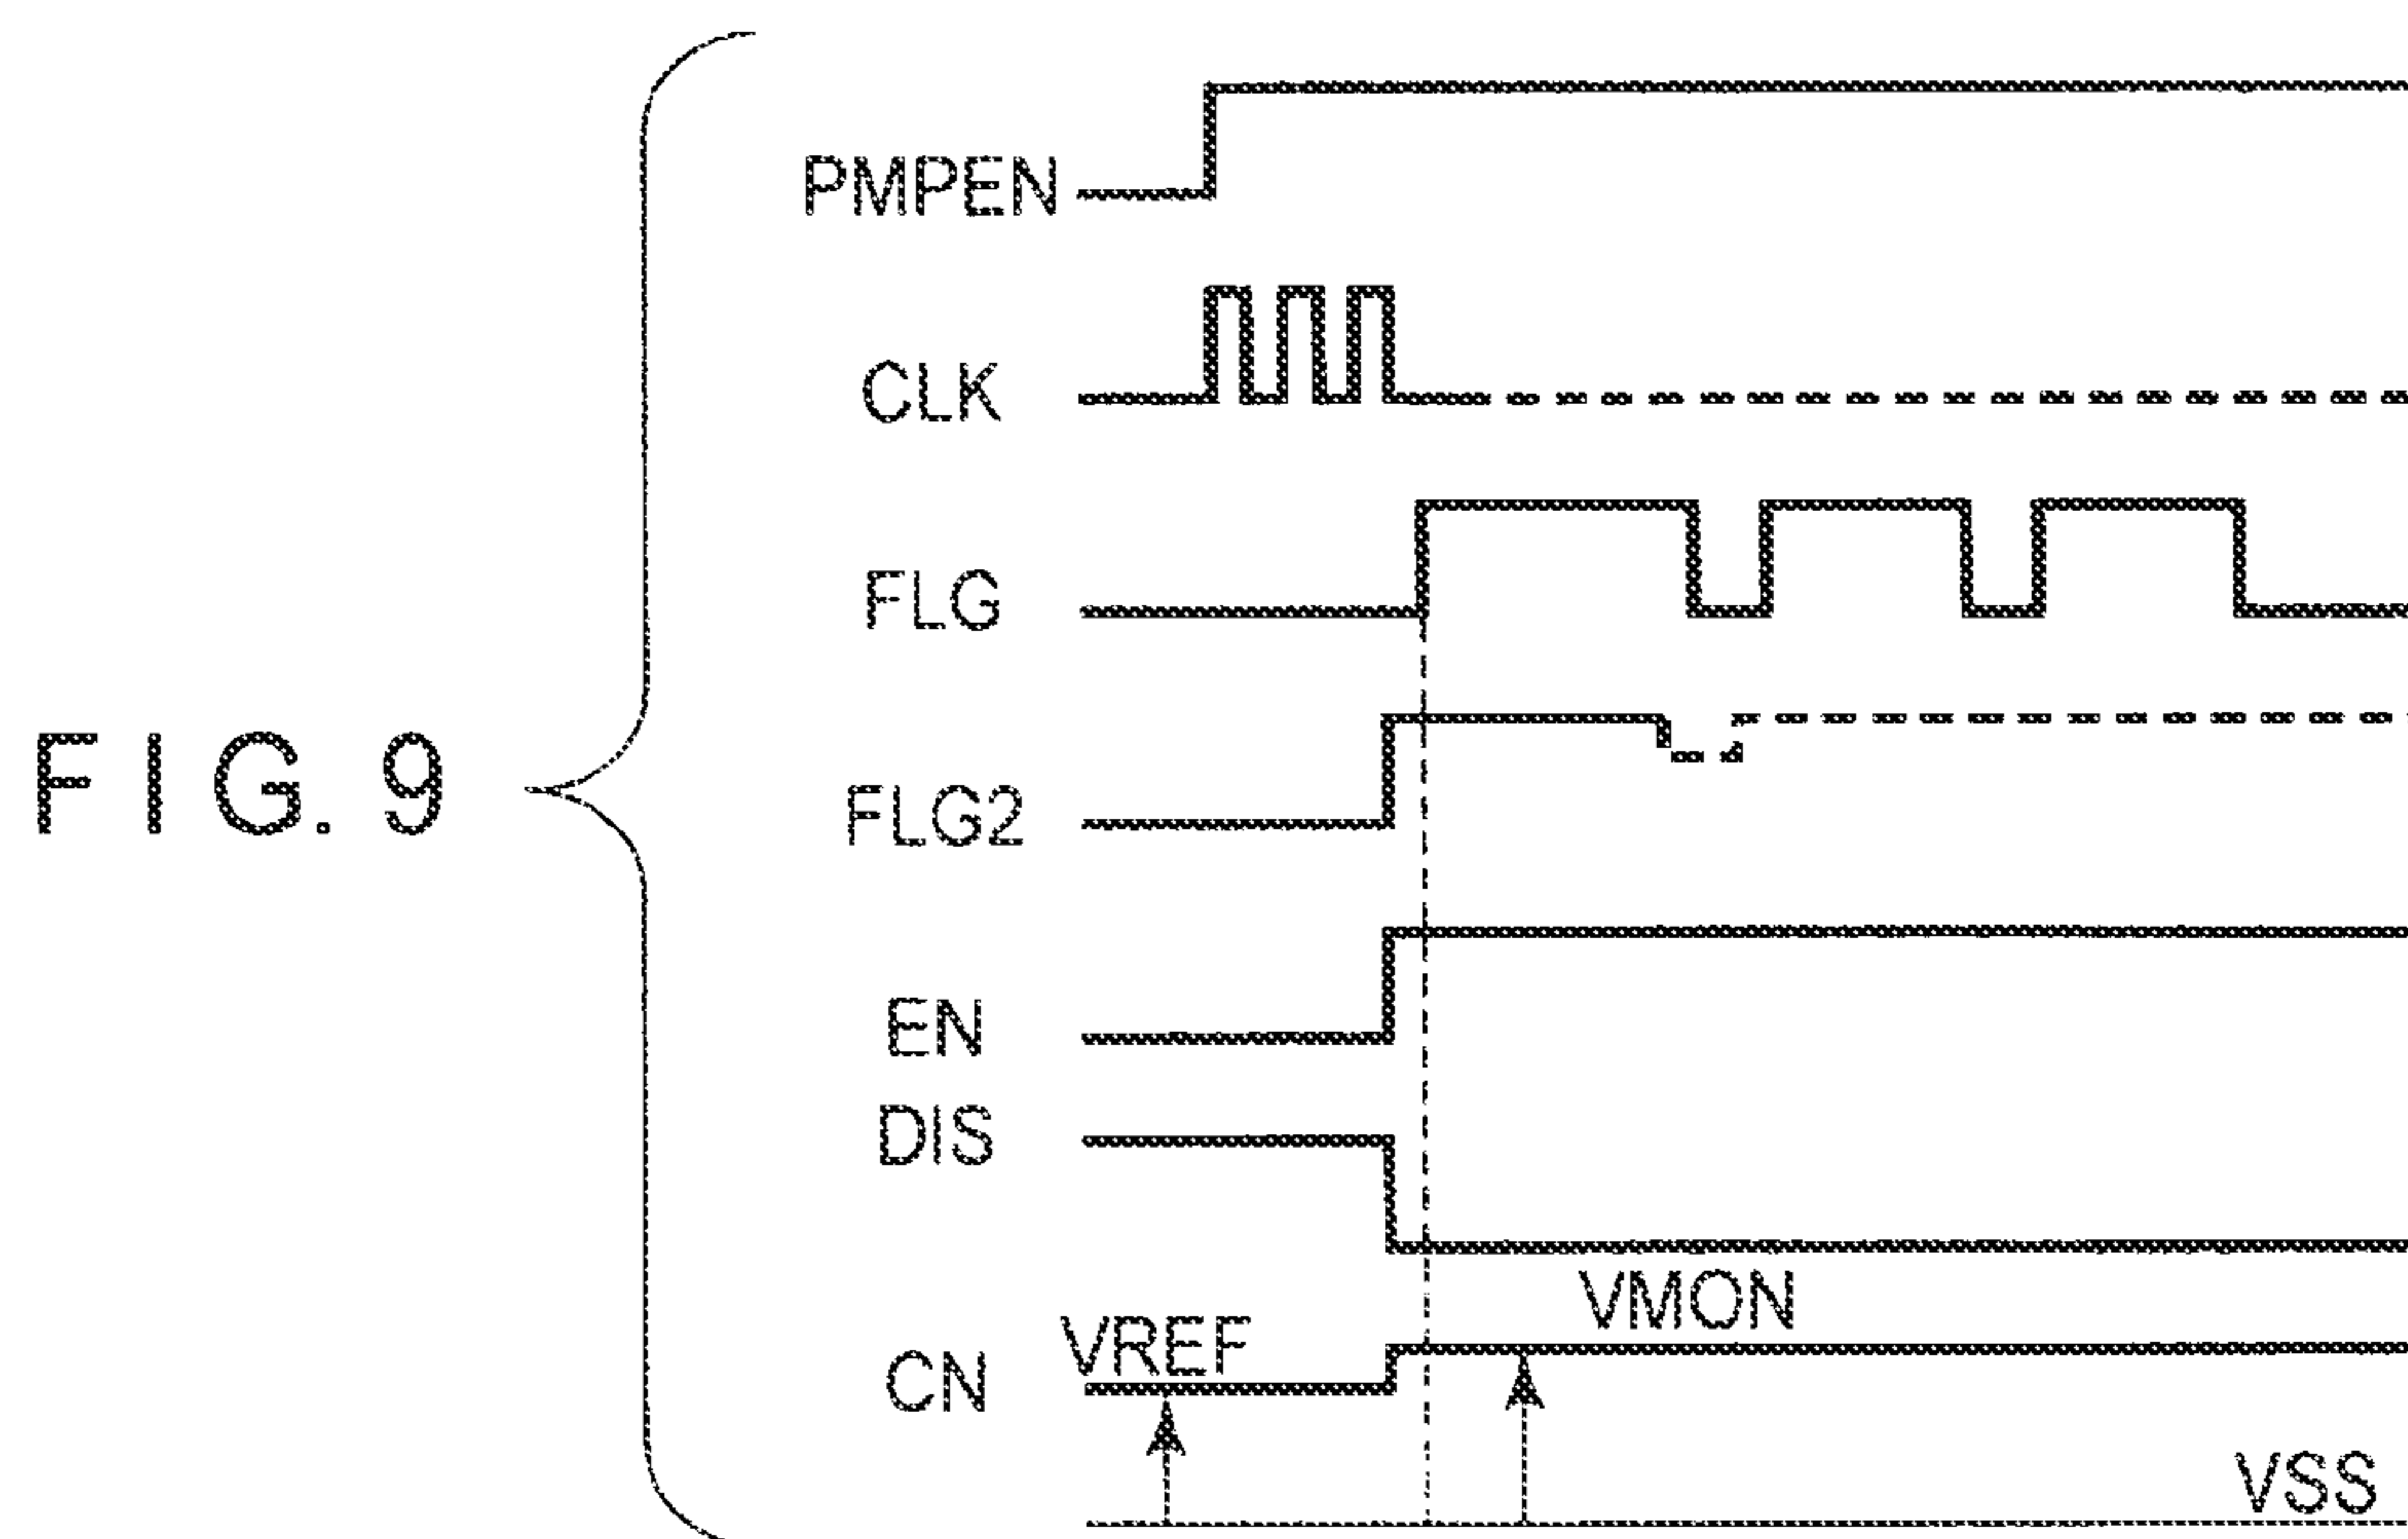 PMPEN
CLK
FLG
FIG. 9
FLG2
EN
DIS
VMON
VREF
CN
VSS